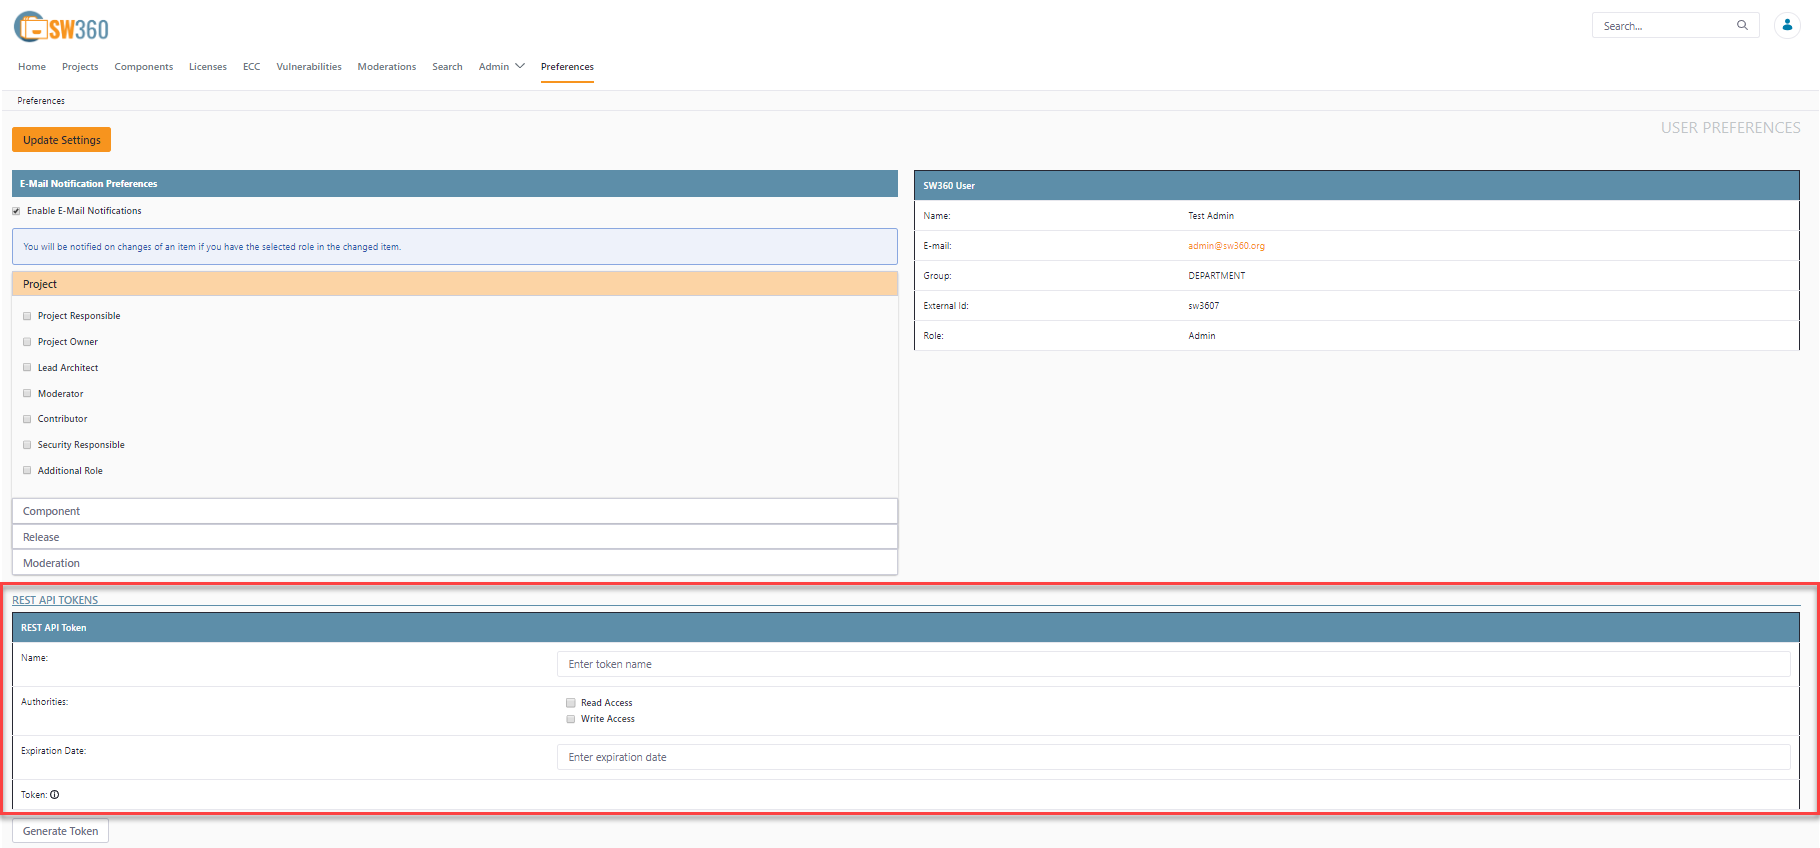 SW360
Search...
Home Projects Components Licenses ECC Vulnerabilities Moderations Search Admin Preferences
Preferences
Update Settings
USER PREFERENCES
E-Mail Notification Preferences
Enable E-Mail Notifications
You will be notified on changes of an item if you have the selected role in the changed item.
Project
Project Responsible
Project Owner
Lead Architect
Moderator
Contributor
Security Responsible
Additional Role
Component
Release
Moderation
SW360 User
Name: Test Admin
E-mail: admin@sw360.org
Group: DEPARTMENT
External Id: sw3607
Role: Admin
REST API TOKENS
REST API Token
Name: Enter token name
Authorities: Read Access
Write Access
Expiration Date: Enter expiration date
Token:
Generate Token